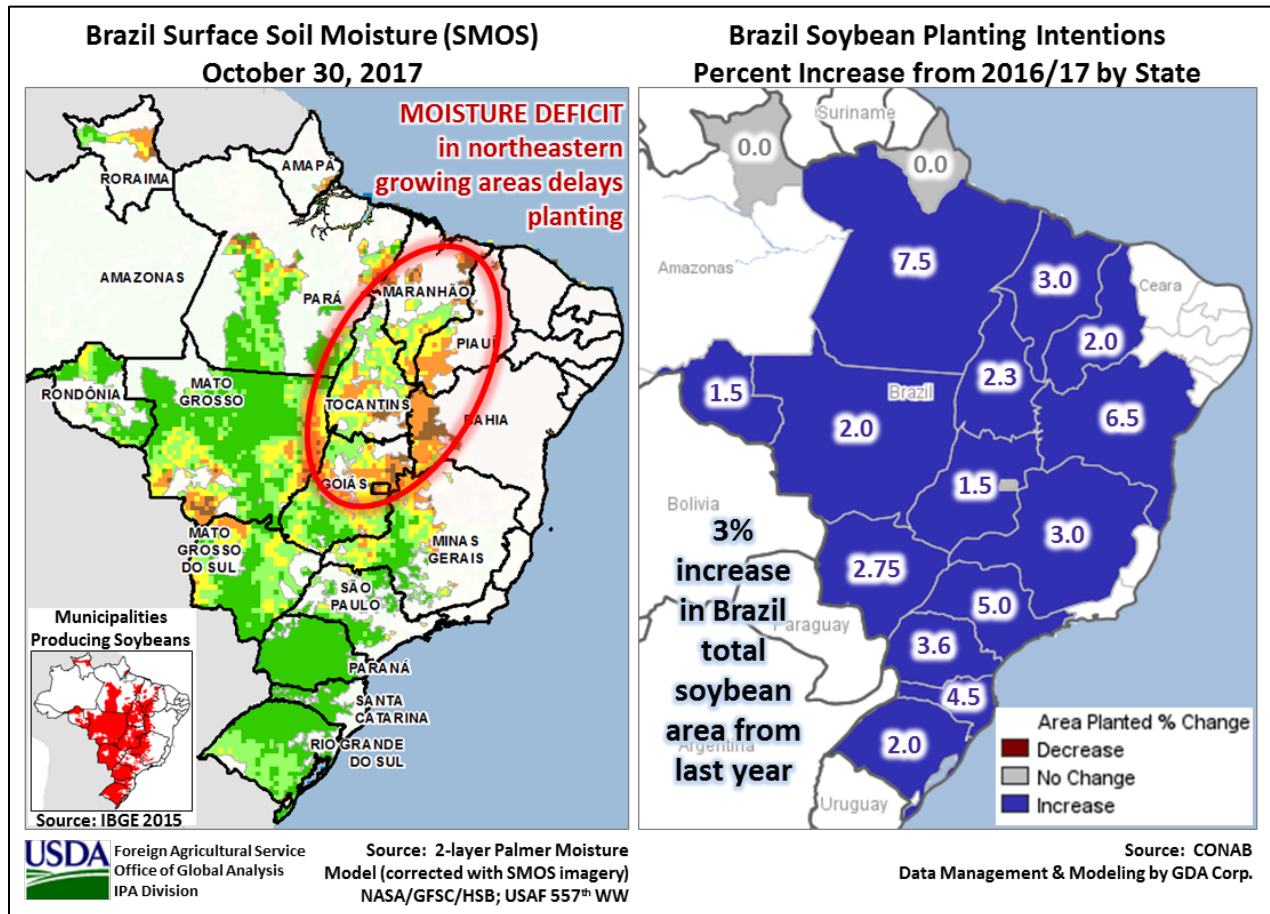 Brazil Surface Soil Moisture (SMOS)
October 30, 2017
MOISTURE DEFICIT
in northeastern
growing areas delays
planting
RORAIMA
AMAPÁ
AMAZONAS
PARÁ
MARANHÃO
PIAUÍ
RONDÔNIA
MATO
GROSSO
TOCANTINS
BAHIA
GOIÁS
MATO
GROSSO
DO SUL
MINAS
GERAIS
SÃO
PAULO
PARANÁ
SANTA
CATARINA
RIO GRANDE
DO SUL
Municipalities
Producing Soybeans
Source: IBGE 2015
USDA
Foreign Agricultural Service
Office of Global Analysis
IPA Division
Source: 2-layer Palmer Moisture
Model (corrected with SMOS imagery)
NASA/GFSC/HSB; USAF 557th WW
Brazil Soybean Planting Intentions
Percent Increase from 2016/17 by State
Suriname
0.0
0.0
Amazonas
7.5
3.0
Ceara
2.0
2.3
Brazil
1.5
2.0
6.5
1.5
Bolivia
3.0
2.75
5.0
Paraguay
3.6
4.5
2.0
Argentina
Uruguay
3%
increase
in Brazil
total
soybean
area from
last year
Area Planted % Change
Decrease
No Change
Increase
Source: CONAB
Data Management & Modeling by GDA Corp.